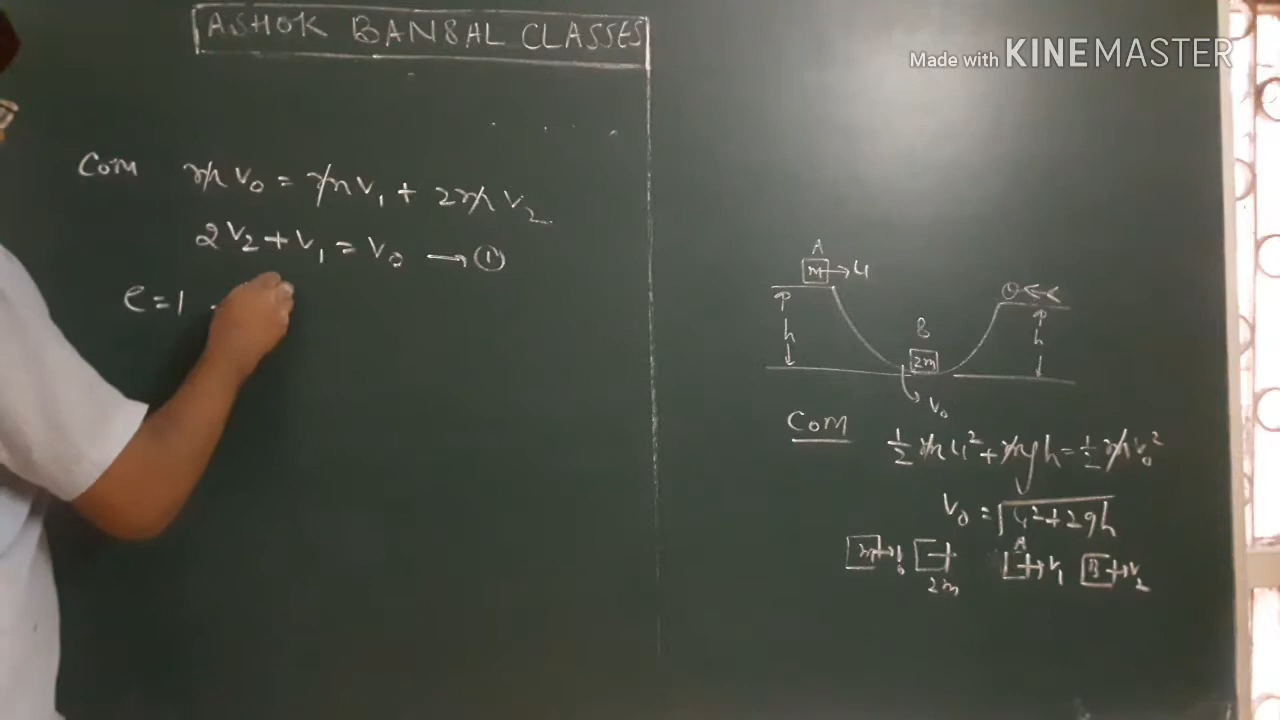 ASHOK BANSAL CLASSES
Made with KINEMASTER
COM mv₀ = mv₁ + 2mv₂
2v₂ + v₁ = v₀ → ①
e = 1
A
m → u
h
B
2m
h
v₀
COM
½mu² + mgh = ½mv₀²
v₀ = √u² + 2gh
m → v₀
2m
A → v₁
B → v₂